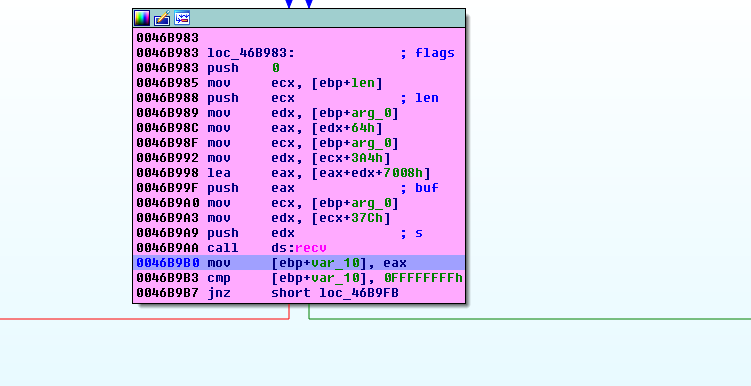 0046B983
0046B983 loc_46B983: ; flags
0046B983 push 0
0046B985 mov ecx, [ebp+len]
0046B988 push ecx ; len
0046B989 mov edx, [ebp+arg_0]
0046B98C mov eax, [edx+64h]
0046B98F mov ecx, [ebp+arg_0]
0046B992 mov edx, [ecx+3A4h]
0046B998 lea eax, [eax+edx+7008h]
0046B99F push eax ; buf
0046B9A0 mov ecx, [ebp+arg_0]
0046B9A3 mov edx, [ecx+37Ch]
0046B9A9 push edx ; s
0046B9AA call ds:recv
0046B9B0 mov [ebp+var_10], eax
0046B9B3 cmp [ebp+var_10], 0FFFFFFFFh
0046B9B7 jnz short loc_46B9FB